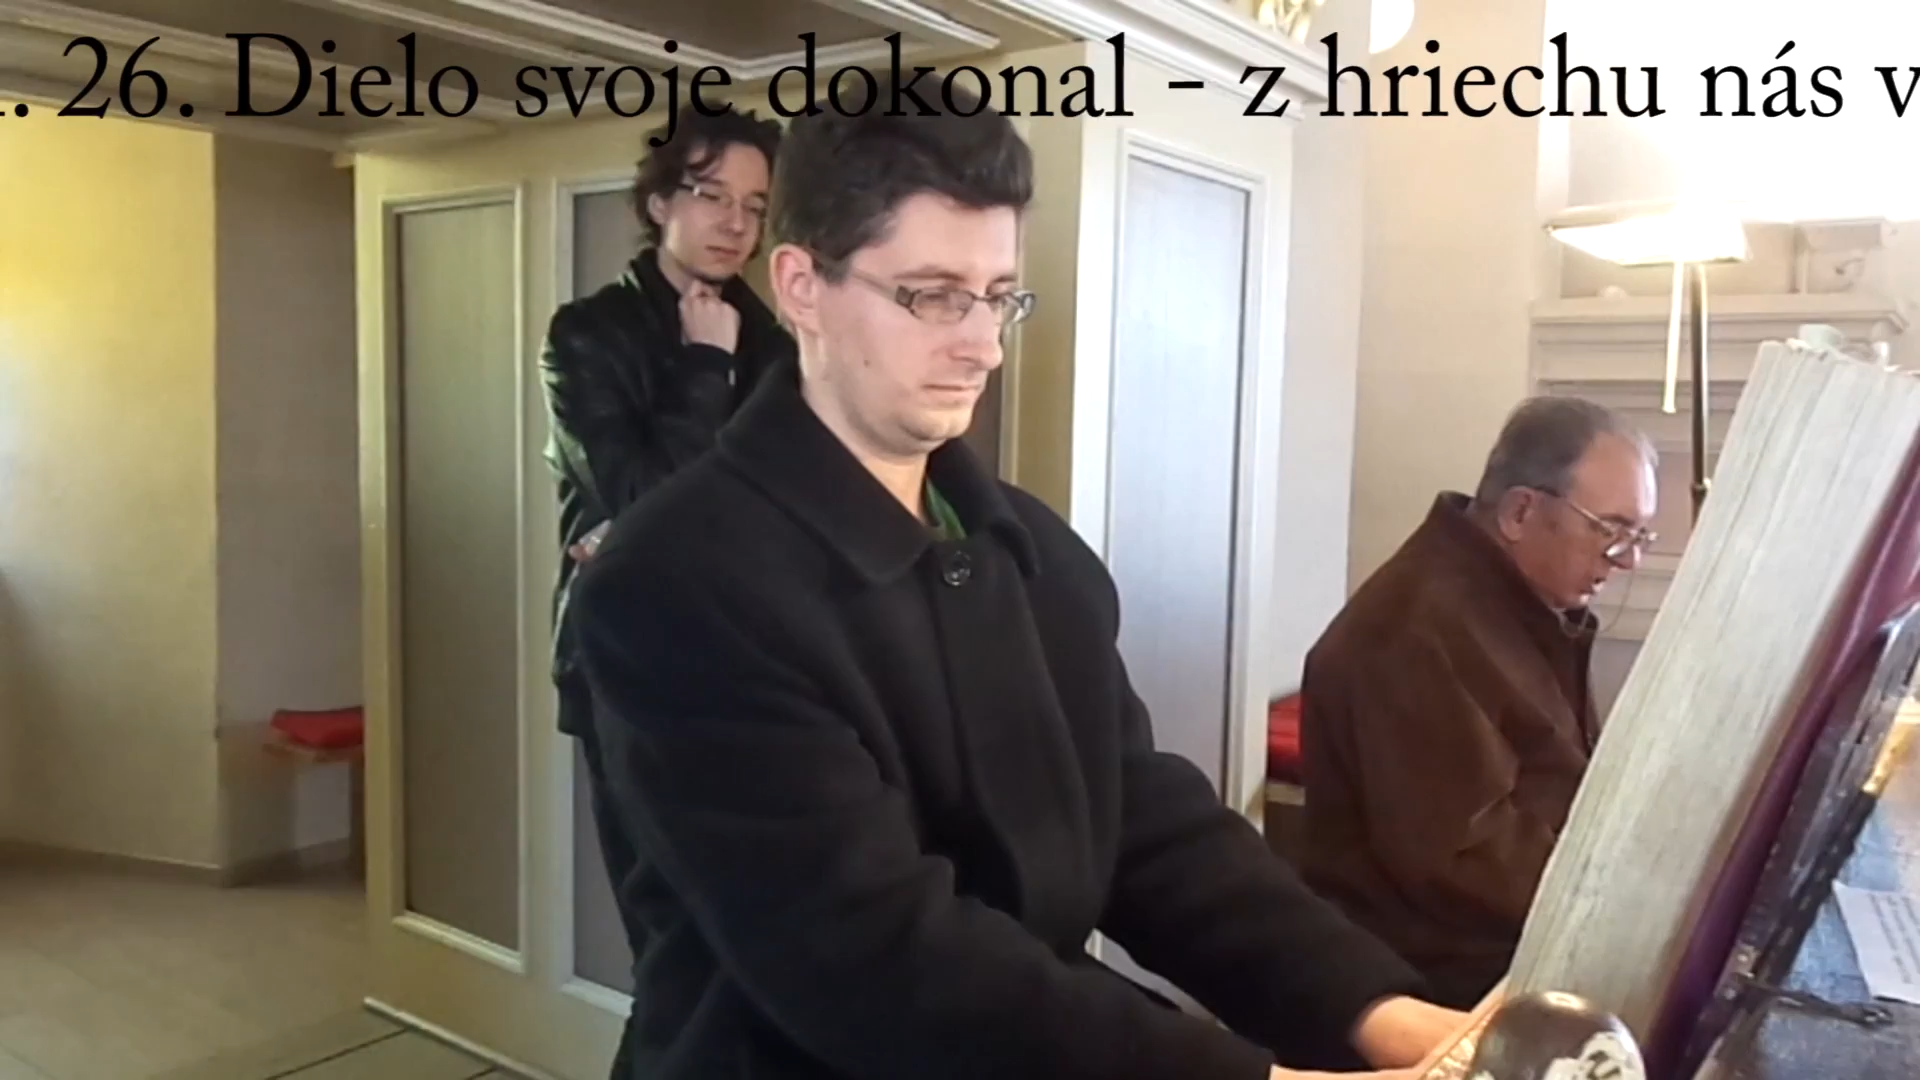 . 26. Dielo svoje dokonal - z hriechu nás v